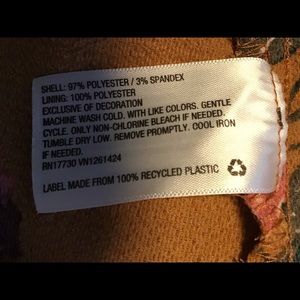 SHELL: 97% POLYESTER / 3% SPANDEX
LINING: 100% POLYESTER
EXCLUSIVE OF DECORATION
MACHINE WASH COLD. WITH LIKE COLORS. GENTLE
CYCLE. ONLY NON-CHLORINE BLEACH IF NEEDED.
TUMBLE DRY LOW. REMOVE PROMPTLY. COOL IRON
IF NEEDED.
RN17730 VN1261424
LABEL MADE FROM 100% RECYCLED PLASTIC